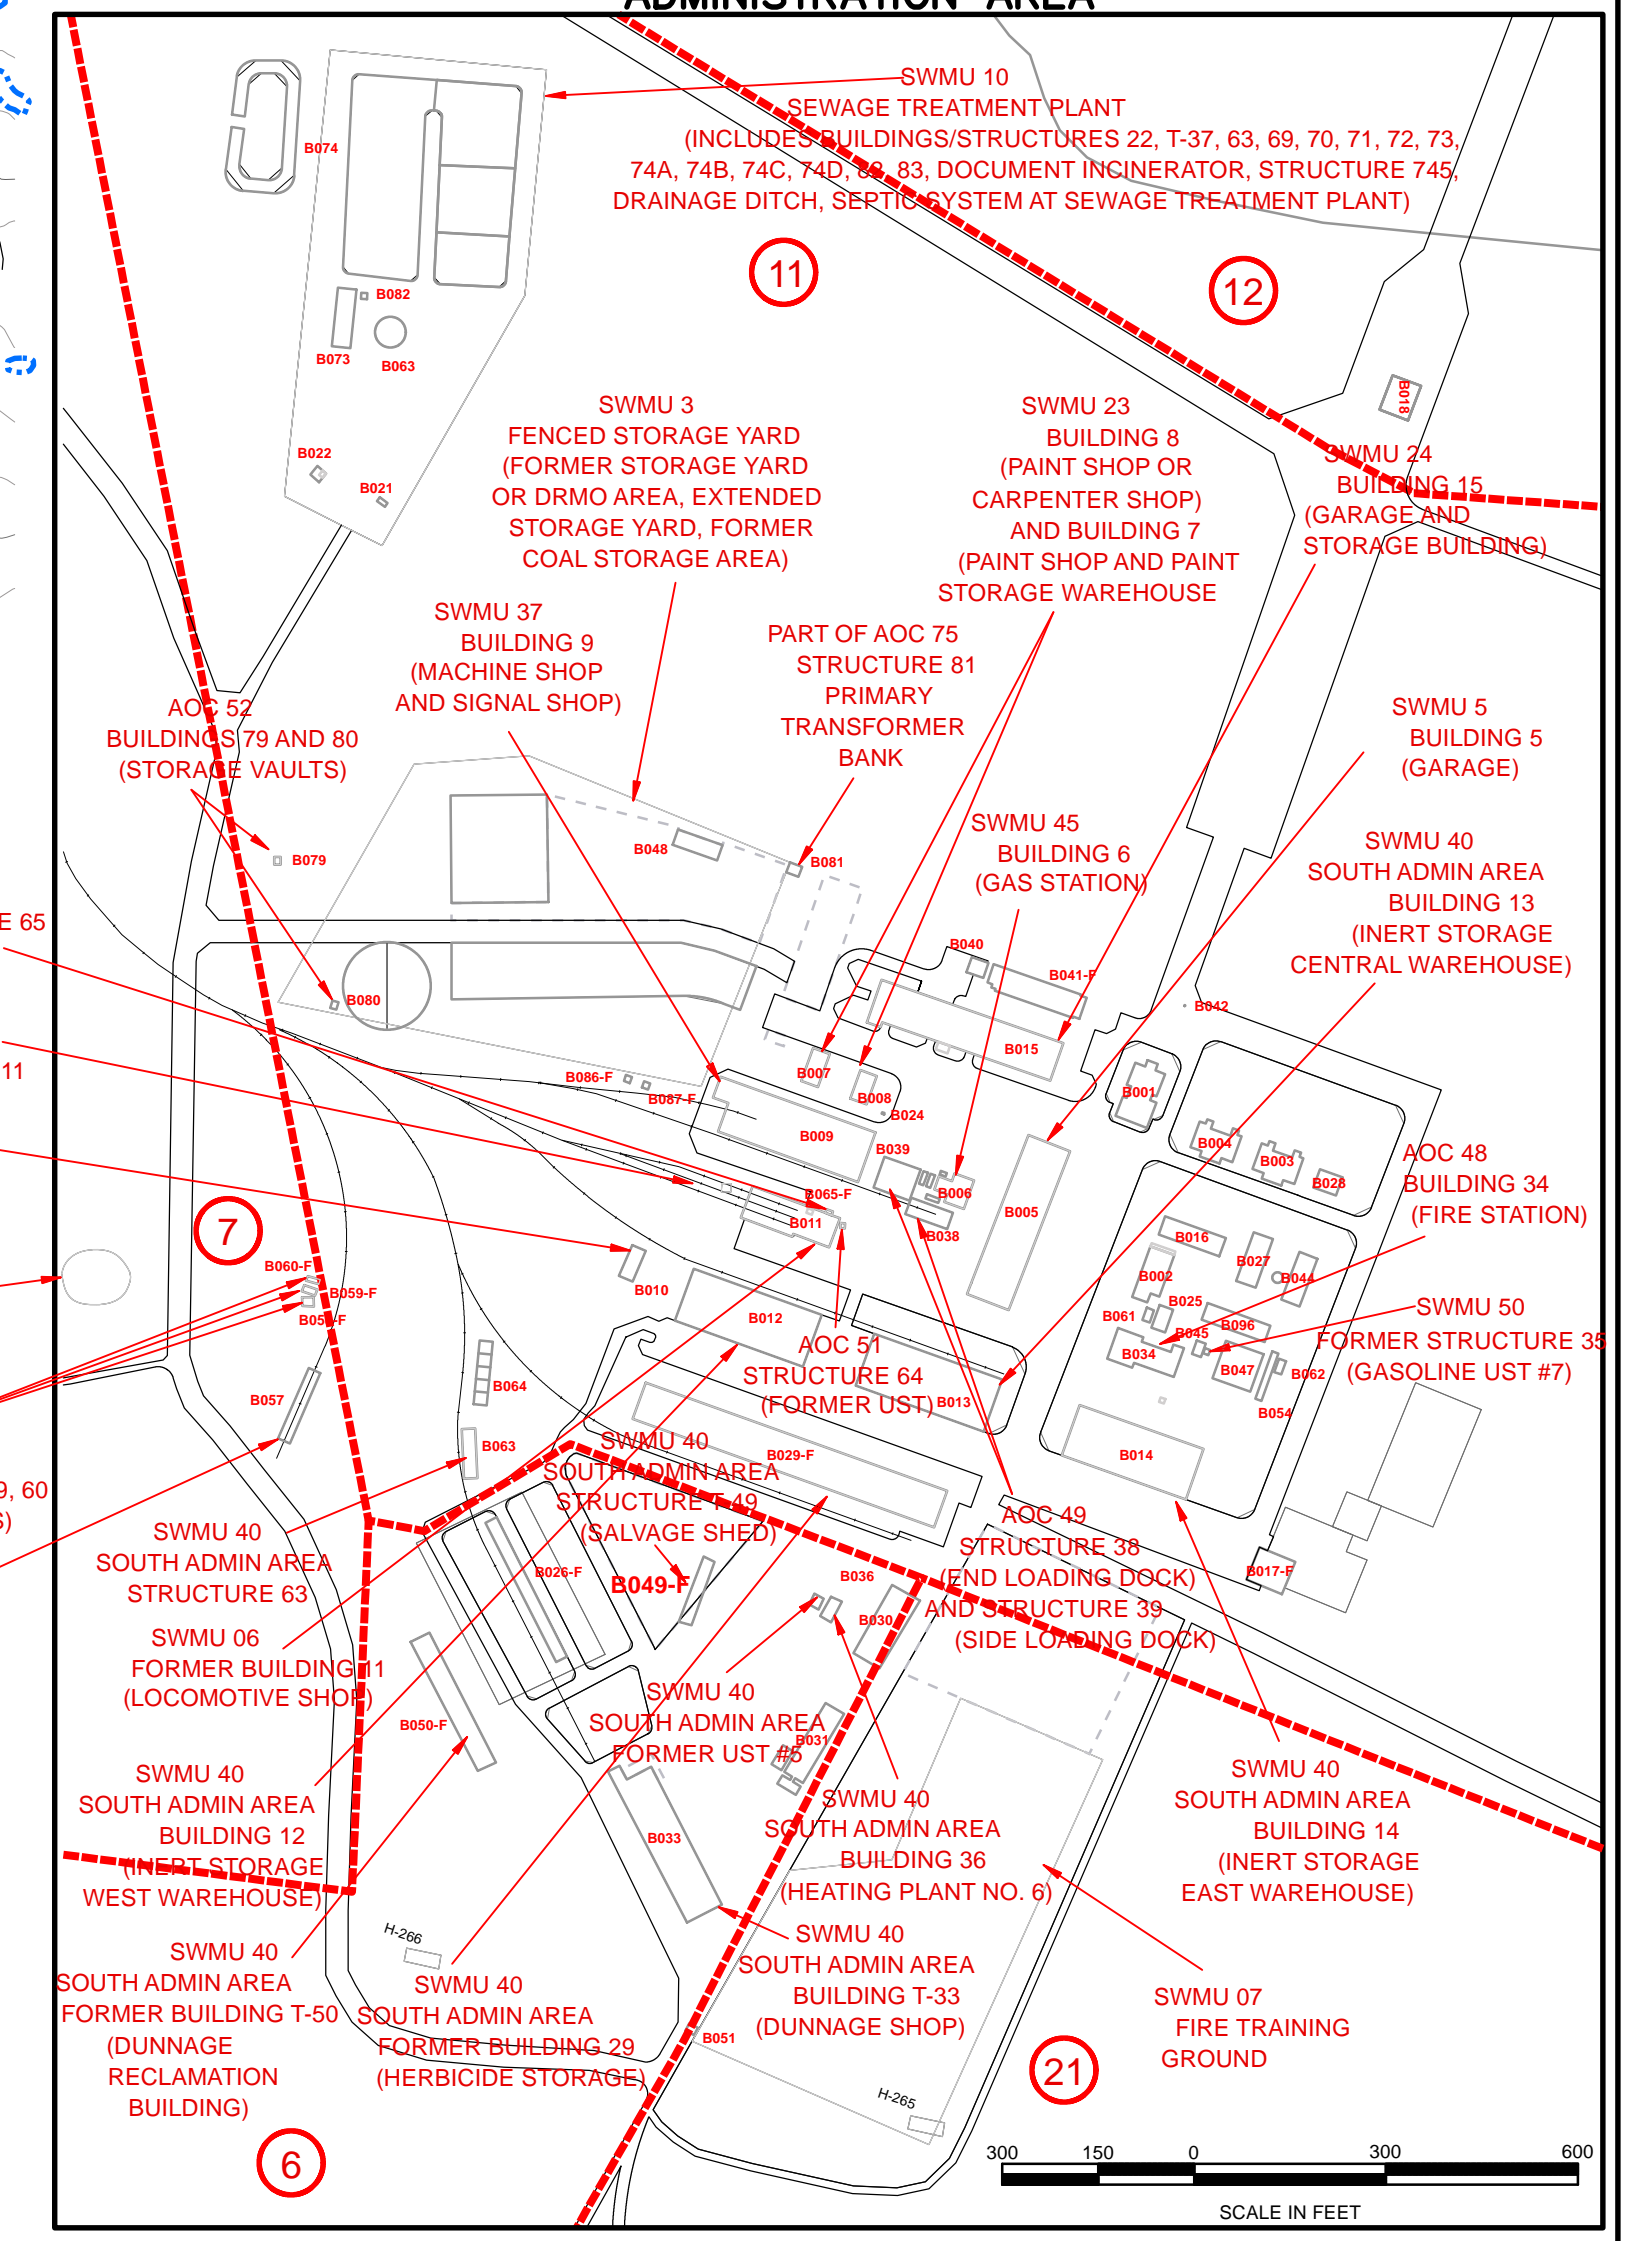 ADMINISTRATION AREA
SWMU 10
SEWAGE TREATMENT PLANT
(INCLUDES BUILDINGS/STRUCTURES 22, T-37, 63, 69, 70, 71, 72, 73,
74A, 74B, 74C, 74D, 82, 83, DOCUMENT INCINERATOR, STRUCTURE 745,
DRAINAGE DITCH, SEPTIC SYSTEM AT SEWAGE TREATMENT PLANT)
B074
11
12
B082
B073
B063
B018
B022
B021
SWMU 3
FENCED STORAGE YARD
(FORMER STORAGE YARD
OR DRMO AREA, EXTENDED
STORAGE YARD, FORMER
COAL STORAGE AREA)
SWMU 23
BUILDING 8
(PAINT SHOP OR
CARPENTER SHOP)
AND BUILDING 7
(PAINT SHOP AND PAINT
STORAGE WAREHOUSE
SWMU 24
BUILDING 15
(GARAGE AND
STORAGE BUILDING)
SWMU 37
BUILDING 9
(MACHINE SHOP
AND SIGNAL SHOP)
PART OF AOC 75
STRUCTURE 81
PRIMARY
TRANSFORMER
BANK
AOC 52
BUILDINGS 79 AND 80
(STORAGE VAULTS)
SWMU 5
BUILDING 5
(GARAGE)
SWMU 45
BUILDING 6
(GAS STATION)
SWMU 40
SOUTH ADMIN AREA
BUILDING 13
(INERT STORAGE
CENTRAL WAREHOUSE)
B048
B081
B079
E 65
B040
B041-F
B080
B042
B015
11
B086-F
B087-F
B007
B008
B024
B001
B009
B039
B004
B003
B028
AOC 48
BUILDING 34
(FIRE STATION)
B065-F
B006
B005
B011
B038
7
B016
B027
B044
B002
B060-F
B059-F
B010
B025
B061
B012
B045
B096
SWMU 50
FORMER STRUCTURE 35
(GASOLINE UST #7)
B034
B047
B062
B054
AOC 51
STRUCTURE 64
(FORMER UST)
B013
B064
B057
B063
B029-F
B014
9, 60
S)
SWMU 40
SOUTH ADMIN AREA
STRUCTURE T-49
(SALVAGE SHED)
SWMU 40
SOUTH ADMIN AREA
STRUCTURE 63
AOC 49
STRUCTURE 38
(END LOADING DOCK)
AND STRUCTURE 39
(SIDE LOADING DOCK)
B026-F
B049-F
B036
B030
B017-F
SWMU 06
FORMER BUILDING 11
(LOCOMOTIVE SHOP)
B050-F
SWMU 40
SOUTH ADMIN AREA
FORMER UST #5
B031
SWMU 40
SOUTH ADMIN AREA
BUILDING 12
(INERT STORAGE
WEST WAREHOUSE)
B033
SWMU 40
SOUTH ADMIN AREA
BUILDING 36
(HEATING PLANT NO. 6)
SWMU 40
SOUTH ADMIN AREA
BUILDING 14
(INERT STORAGE
EAST WAREHOUSE)
H-266
SWMU 40
SOUTH ADMIN AREA
FORMER BUILDING T-50
(DUNNAGE
RECLAMATION
BUILDING)
SWMU 40
SOUTH ADMIN AREA
FORMER BUILDING 29
(HERBICIDE STORAGE)
SWMU 40
SOUTH ADMIN AREA
BUILDING T-33
(DUNNAGE SHOP)
B051
SWMU 07
FIRE TRAINING
GROUND
21
H-265
6
300 150 0 300 600
SCALE IN FEET